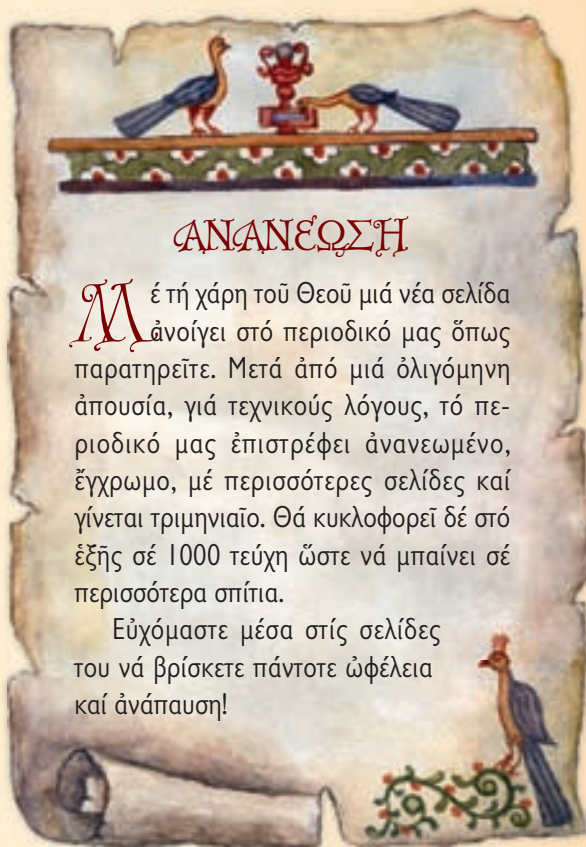 ΑΝΑΝΕΩΣΗ
Μέ τή χάρη τοῦ Θεοῦ μιά νέα σελίδα
ἀνοίγει στό περιοδικό μας ὅπως
παρατηρεῖτε. Μετά ἀπό μιά ὀλιγόμηνη
ἀπουσία, γιά τεχνικούς λόγους, τό πε-
ριοδικό μας ἐπιστρέφει ἀνανεωμένο,
ἔγχρωμο, μέ περισσότερες σελίδες καί
γίνεται τριμηνιαῖο. Θά κυκλοφορεῖ δέ στό
ἑξῆς σέ 1000 τεύχη ὥστε νά μπαίνει σέ
περισσότερα σπίτια.
Εὐχόμαστε μέσα στίς σελίδες
του νά βρίσκετε πάντοτε ὠφέλεια
καί ἀνάπαυση!